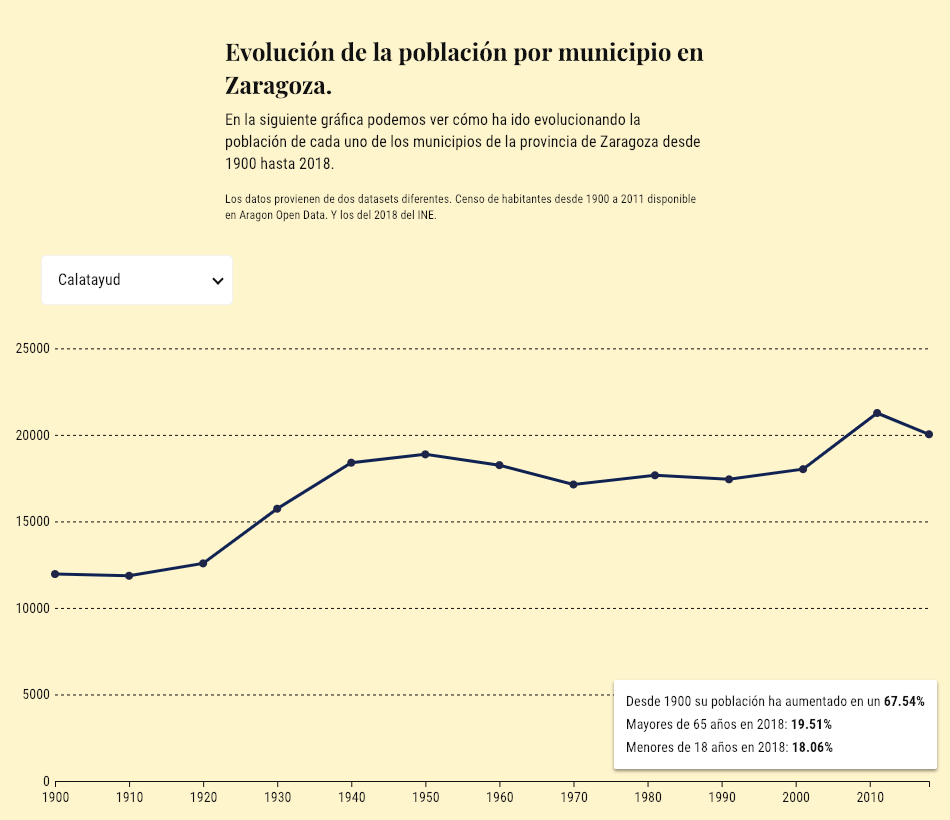 Evolución de la población por municipio en
Zaragoza.
En la siguiente gráfica podemos ver cómo ha ido evolucionando la
población de cada uno de los municipios de la provincia de Zaragoza desde
1900 hasta 2018.
Los datos provienen de dos datasets diferentes. Censo de habitantes desde 1900 a 2011 disponible
en Aragon Open Data. Y los del 2018 del INE.
Calatayud
25000
20000
15000
10000
5000
0
Desde 1900 su población ha aumentado en un 67.54%
Mayores de 65 años en 2018: 19.51%
Menores de 18 años en 2018: 18.06%
1900 1910 1920 1930 1940 1950 1960 1970 1980 1990 2000 2010